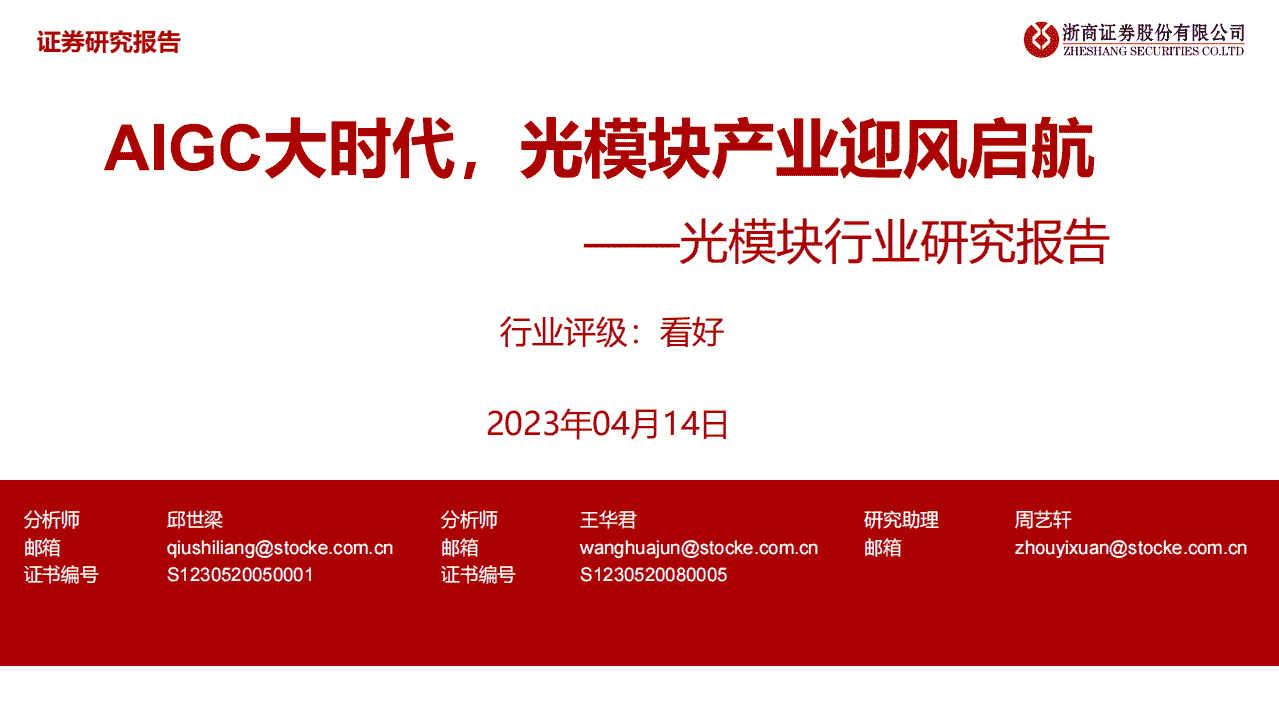 证券研究报告
浙商证券股份有限公司
ZHESHANG SECURITIES CO.LTD
AIGC大时代，光模块产业迎风启航
——光模块行业研究报告
行业评级：看好
2023年04月14日
分析师 邱世梁 分析师 王华君 研究助理 周艺轩
邮箱 qiushiliang@stocke.com.cn 邮箱 wanghuajun@stocke.com.cn 邮箱 zhouyixuan@stocke.com.cn
证书编号 S1230520050001 证书编号 S1230520080005